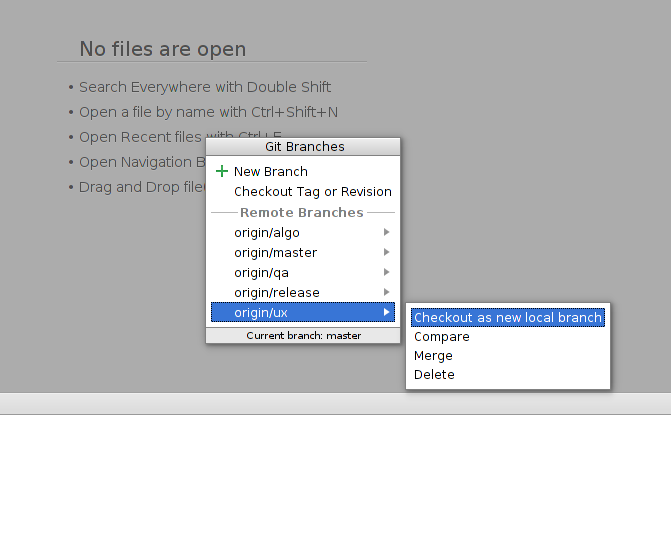 No files are open
• Search Everywhere with Double Shift
• Open a file by name with Ctrl+Shift+N
• Open Recent files with Ctrl+E
• Open Navigation B
• Drag and Drop file
Git Branches
New Branch
Checkout Tag or Revision
Remote Branches
origin/algo
origin/master
origin/qa
origin/release
origin/ux
Current branch: master
Checkout as new local branch
Compare
Merge
Delete